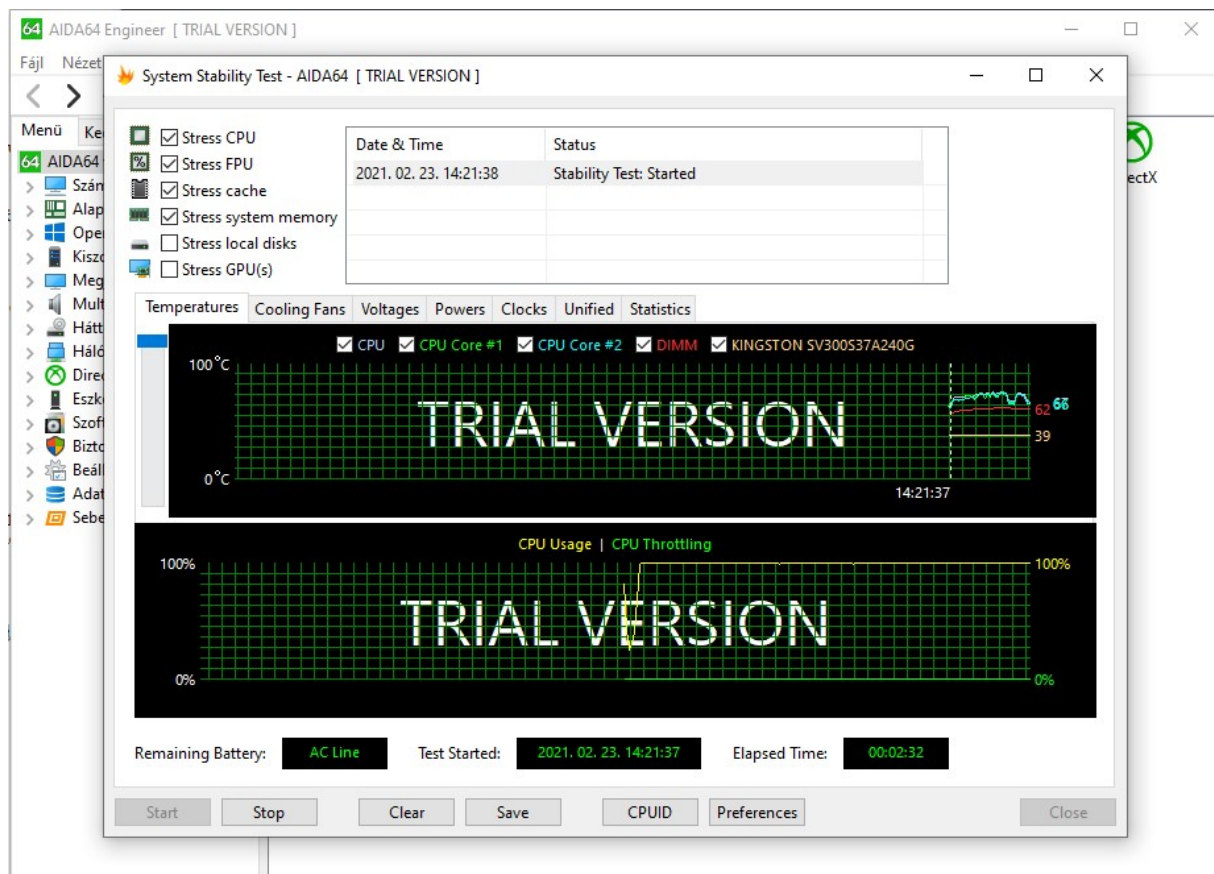 64 AIDA64 Engineer [ TRIAL VERSION ]
Fájl Nézet
System Stability Test - AIDA64 [ TRIAL VERSION ]
Menü
64 AIDA64
Stress CPU
Stress FPU
Stress cache
Stress system memory
Stress local disks
Stress GPU(s)
Date & Time Status
2021. 02. 23. 14:21:38 Stability Test: Started
ectX
Temperatures Cooling Fans Voltages Powers Clocks Unified Statistics
CPU CPU Core #1 CPU Core #2 DIMM KINGSTON SV300S37A240G
100°C
TRIAL VERSION
62
39
0°C
14:21:37
CPU Usage | CPU Throttling
100% 100%
TRIAL VERSION
0% 0%
Remaining Battery: AC Line Test Started: 2021. 02. 23. 14:21:37 Elapsed Time: 00:02:32
Start Stop Clear Save CPUID Preferences Close